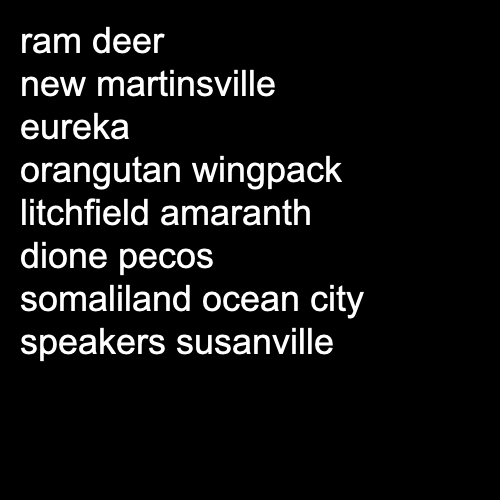 ram deer
new martinsville
eureka
orangutan wingpack
litchfield amaranth
dione pecos
somaliland ocean city
speakers susanville